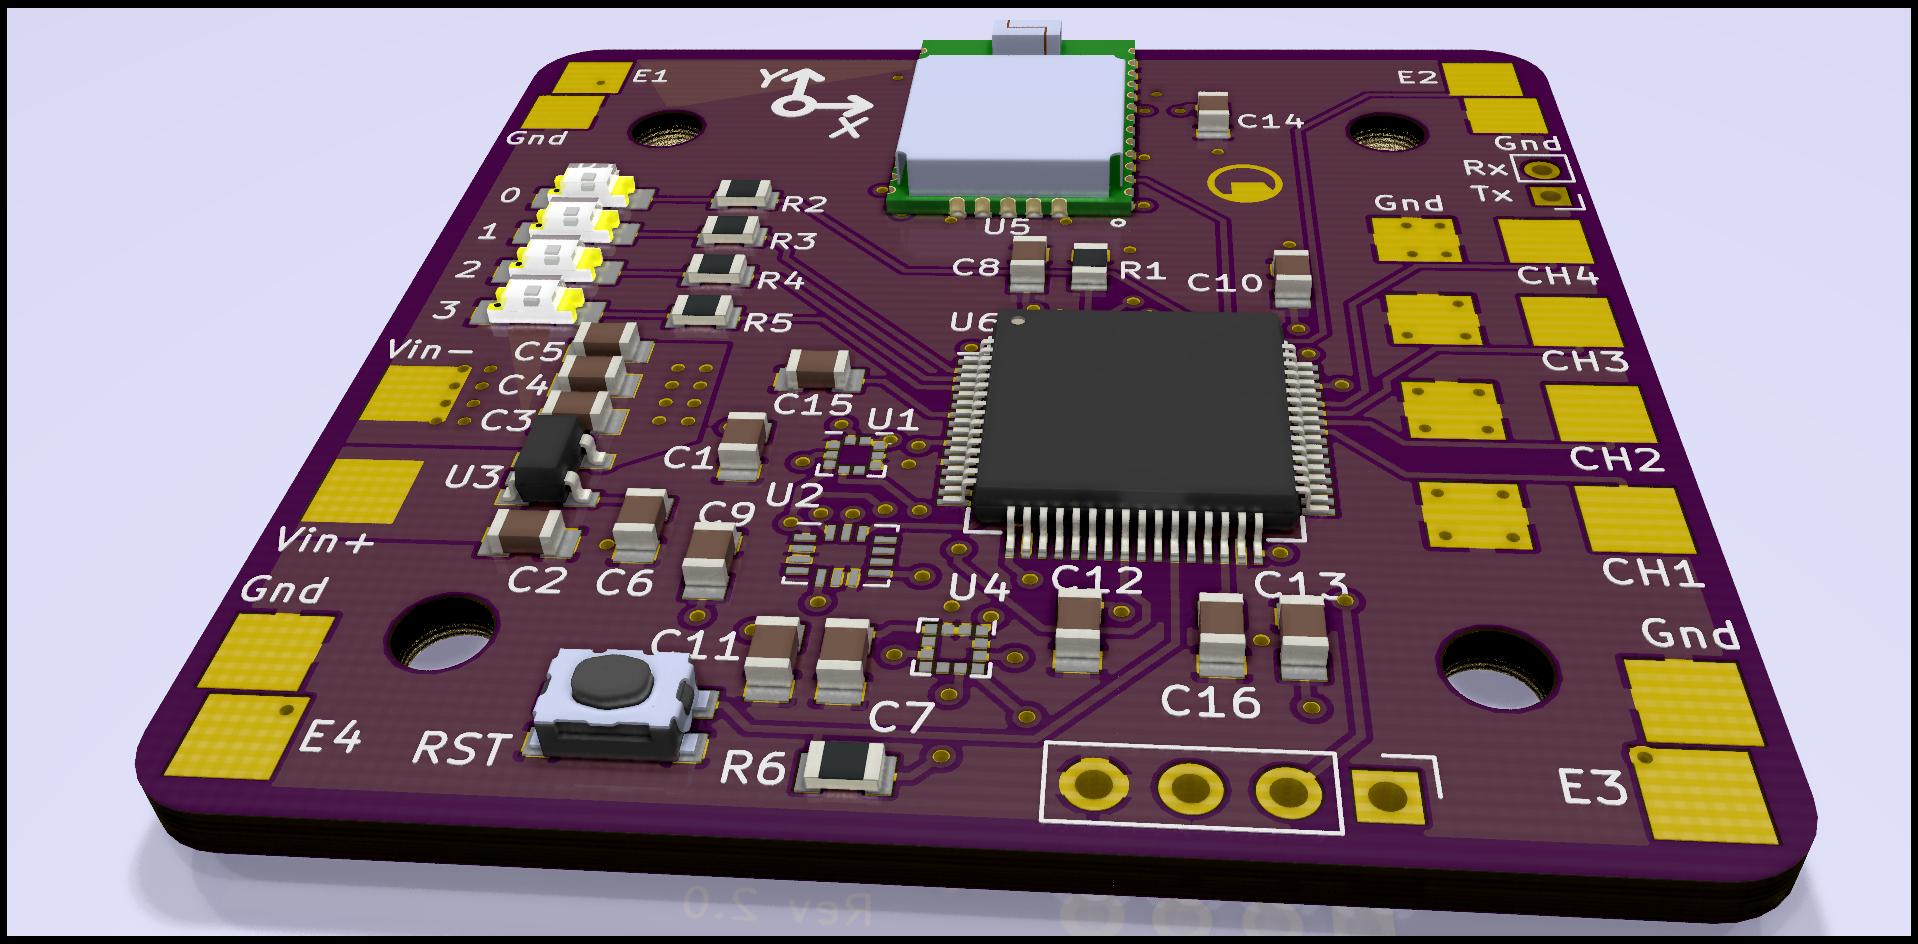 E1
Gnd
Y
X
E2
Gnd
Rx
Tx
Gnd
C14
0
1
2
3
R2
R3
R4
R5
U5
C8
R1
C10
CH4
CH3
CH2
CH1
Vin-
C5
C4
C3
U6
C15
U1
C1
U3
U2
C9
Vin+
C2
C6
U4
C12
C13
Gnd
C11
C7
C16
Gnd
E4
RST
R6
E3
Rev 2.0